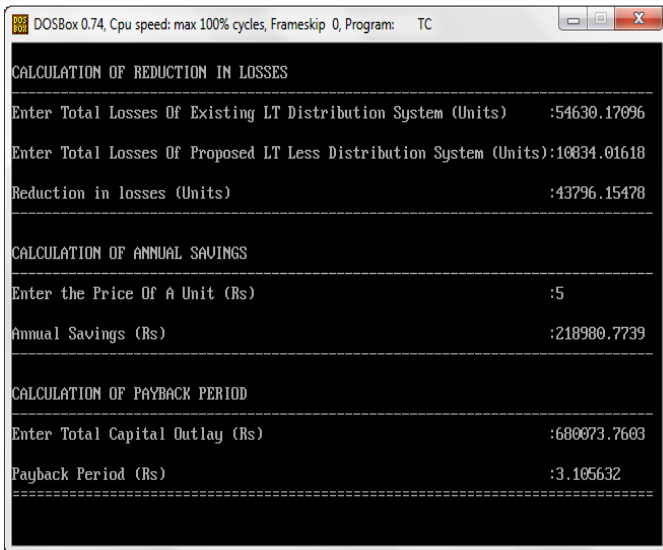 DOSBox 0.74, Cpu speed: max 100% cycles, Frameskip 0, Program: TC
CALCULATION OF REDUCTION IN LOSSES
Enter Total Losses Of Existing LT Distribution System (Units) :54630.17096
Enter Total Losses Of Proposed LT Less Distribution System (Units):10834.01618
Reduction in losses (Units) :43796.15478
CALCULATION OF ANNUAL SAVINGS
Enter the Price Of A Unit (Rs) :5
Annual Savings (Rs) :218980.7739
CALCULATION OF PAYBACK PERIOD
Enter Total Capital Outlay (Rs) :680073.7603
Payback Period (Rs) :3.105632